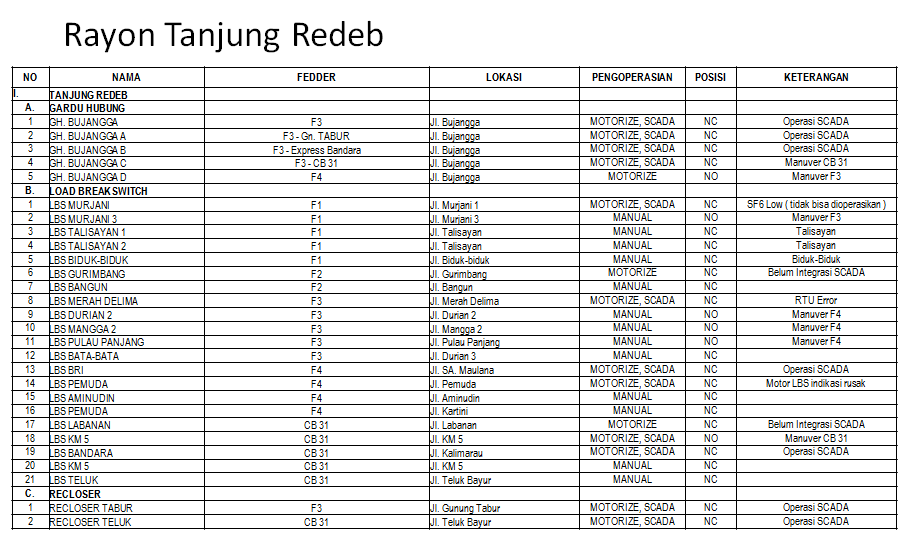 Rayon Tanjung Redeb
NO NAMA FEDDER LOKASI PENGOPERASIAN POSISI KETERANGAN
I. TANJUNG REDEB
A. GARDU HUBUNG
1 GH. BUJANGGA F3 Jl. Bujangga MOTORIZE, SCADA NC Operasi SCADA
2 GH. BUJANGGA A F3 - Gn. TABUR Jl. Bujangga MOTORIZE, SCADA NC Operasi SCADA
3 GH. BUJANGGA B F3 - Express Bandara Jl. Bujangga MOTORIZE, SCADA NC Operasi SCADA
4 GH. BUJANGGA C F3 - CB 31 Jl. Bujangga MOTORIZE, SCADA NC Manuver CB 31
5 GH. BUJANGGA D F4 Jl. Bujangga MOTORIZE NO Manuver F3
B. LOAD BREAK SWITCH
1 LBS MURJANI F1 Jl. Murjani 1 MOTORIZE, SCADA NC SF6 Low ( tidak bisa dioperasikan )
2 LBS MURJANI 3 F1 Jl. Murjani 3 MANUAL NO Manuver F3
3 LBS TALISAYAN 1 F1 Jl. Talisayan MANUAL NC Talisayan
4 LBS TALISAYAN 2 F1 Jl. Talisayan MANUAL NC Talisayan
5 LBS BIDUK-BIDUK F1 Jl. Biduk-biduk MANUAL NC Biduk-Biduk
6 LBS GURIMBANG F2 Jl. Gurimbang MOTORIZE NC Belum Integrasi SCADA
7 LBS BANGUN F2 Jl. Bangun MANUAL NC
8 LBS MERAH DELIMA F3 Jl. Merah Delima MOTORIZE, SCADA NC RTU Error
9 LBS DURIAN 2 F3 Jl. Durian 2 MANUAL NO Manuver F4
10 LBS MANGGA 2 F3 Jl. Mangga 2 MANUAL NO Manuver F4
11 LBS PULAU PANJANG F3 Jl. Pulau Panjang MANUAL NO Manuver F4
12 LBS BATA-BATA F3 Jl. Durian 3 MANUAL NC
13 LBS BRI F4 Jl. SA. Maulana MOTORIZE, SCADA NC Operasi SCADA
14 LBS PEMUDA F4 Jl. Pemuda MOTORIZE, SCADA NC Motor LBS indikasi rusak
15 LBS AMINUDIN F4 Jl. Aminudin MANUAL NC
16 LBS PEMUDA F4 Jl. Kartini MANUAL NC
17 LBS LABANAN CB 31 Jl. Labanan MOTORIZE NC Belum Integrasi SCADA
18 LBS KM 5 CB 31 Jl. KM 5 MOTORIZE, SCADA NO Manuver CB 31
19 LBS BANDARA CB 31 Jl. Kalimarau MOTORIZE, SCADA NC Operasi SCADA
20 LBS KM 5 CB 31 Jl. KM 5 MANUAL NC
21 LBS TELUK CB 31 Jl. Teluk Bayur MANUAL NC
C. RECLOSER
1 RECLOSER TABUR F3 Jl. Gunung Tabur MOTORIZE, SCADA NC Operasi SCADA
2 RECLOSER TELUK CB 31 Jl. Teluk Bayur MOTORIZE, SCADA NC Operasi SCADA